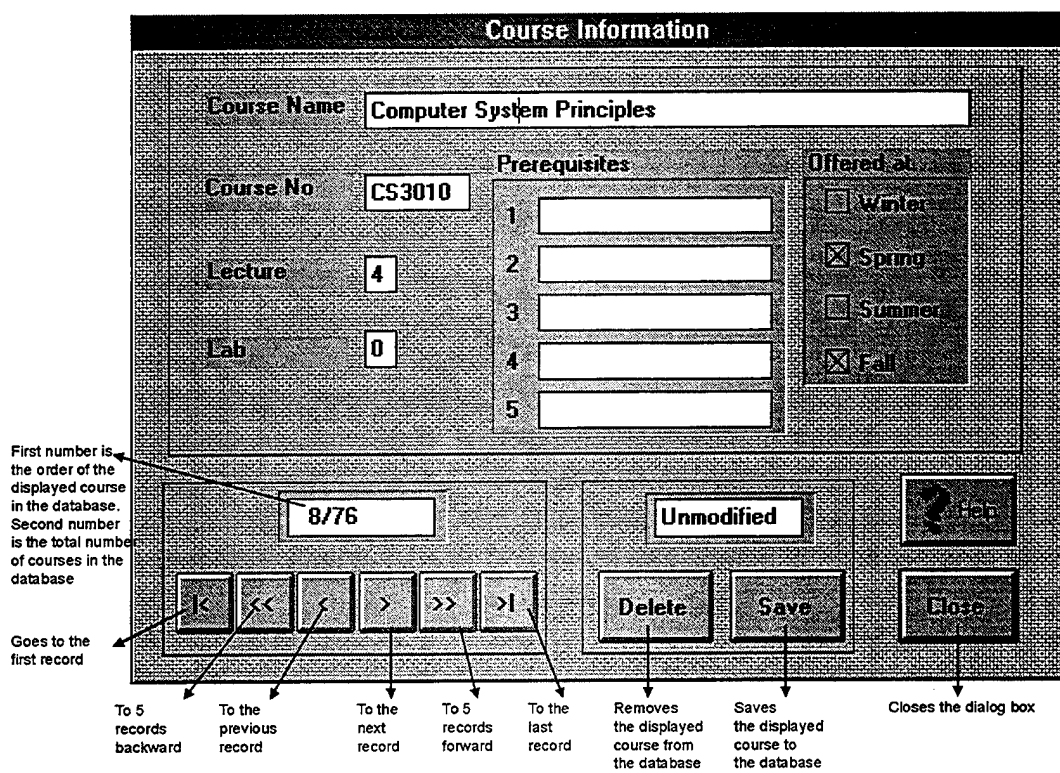 Course Information
Course Name
Computer System Principles
Course No
CS3010
Prerequisites
Offered at
1
Winter
Lecture
4
2
Spring
3
Summer
Lab
0
4
Fall
5
First number is
the order of the
displayed course
in the database.
Second number
is the total number
of courses in the
database
8/76
Unmodified
? Help
|<
<<
<
>
>>
>|
Delete
Save
Close
Goes to the
first record
To 5
records
backward
To the
previous
record
To the
next
record
To 5
records
forward
To the
last
record
Removes
the displayed
course from
the database
Saves
the displayed
course to
the database
Closes the dialog box